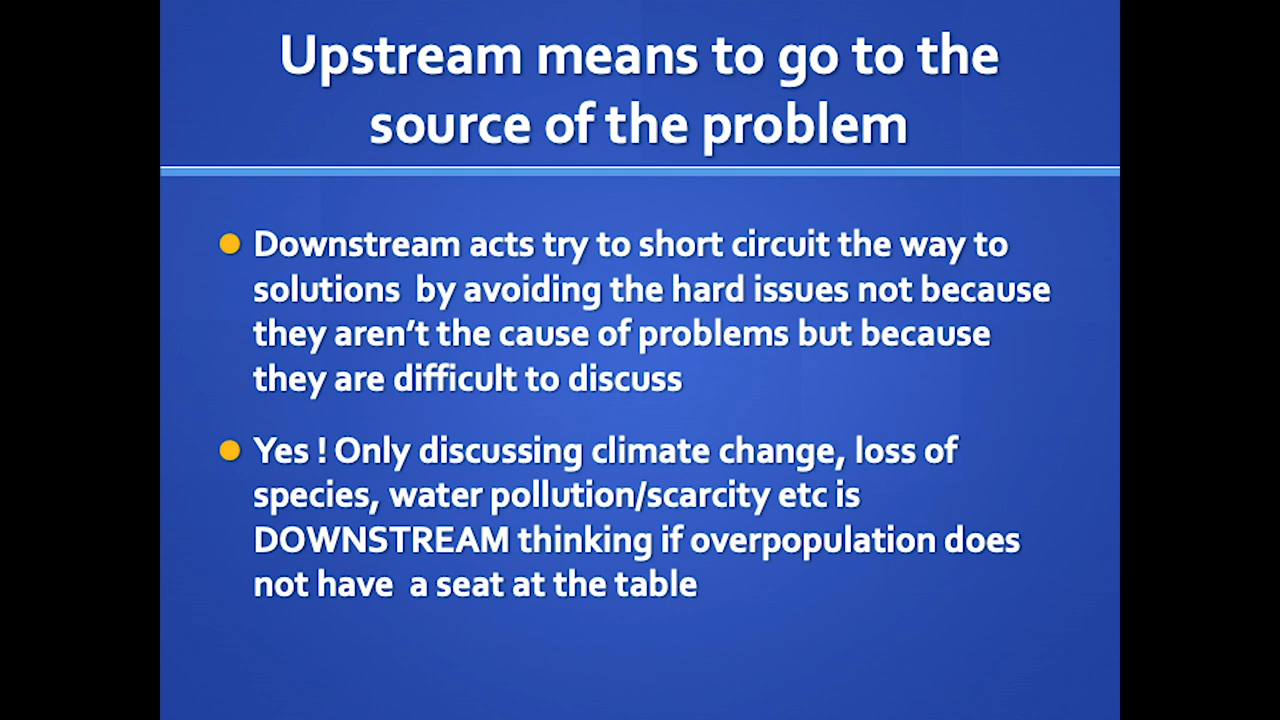 Upstream means to go to the
source of the problem
Downstream acts try to short circuit the way to
solutions  by avoiding the hard issues not because
they aren’t the cause of problems but because
they are difficult to discuss
Yes ! Only discussing climate change, loss of
species, water pollution/scarcity etc is
DOWNSTREAM thinking if overpopulation does
not have  a seat at the table